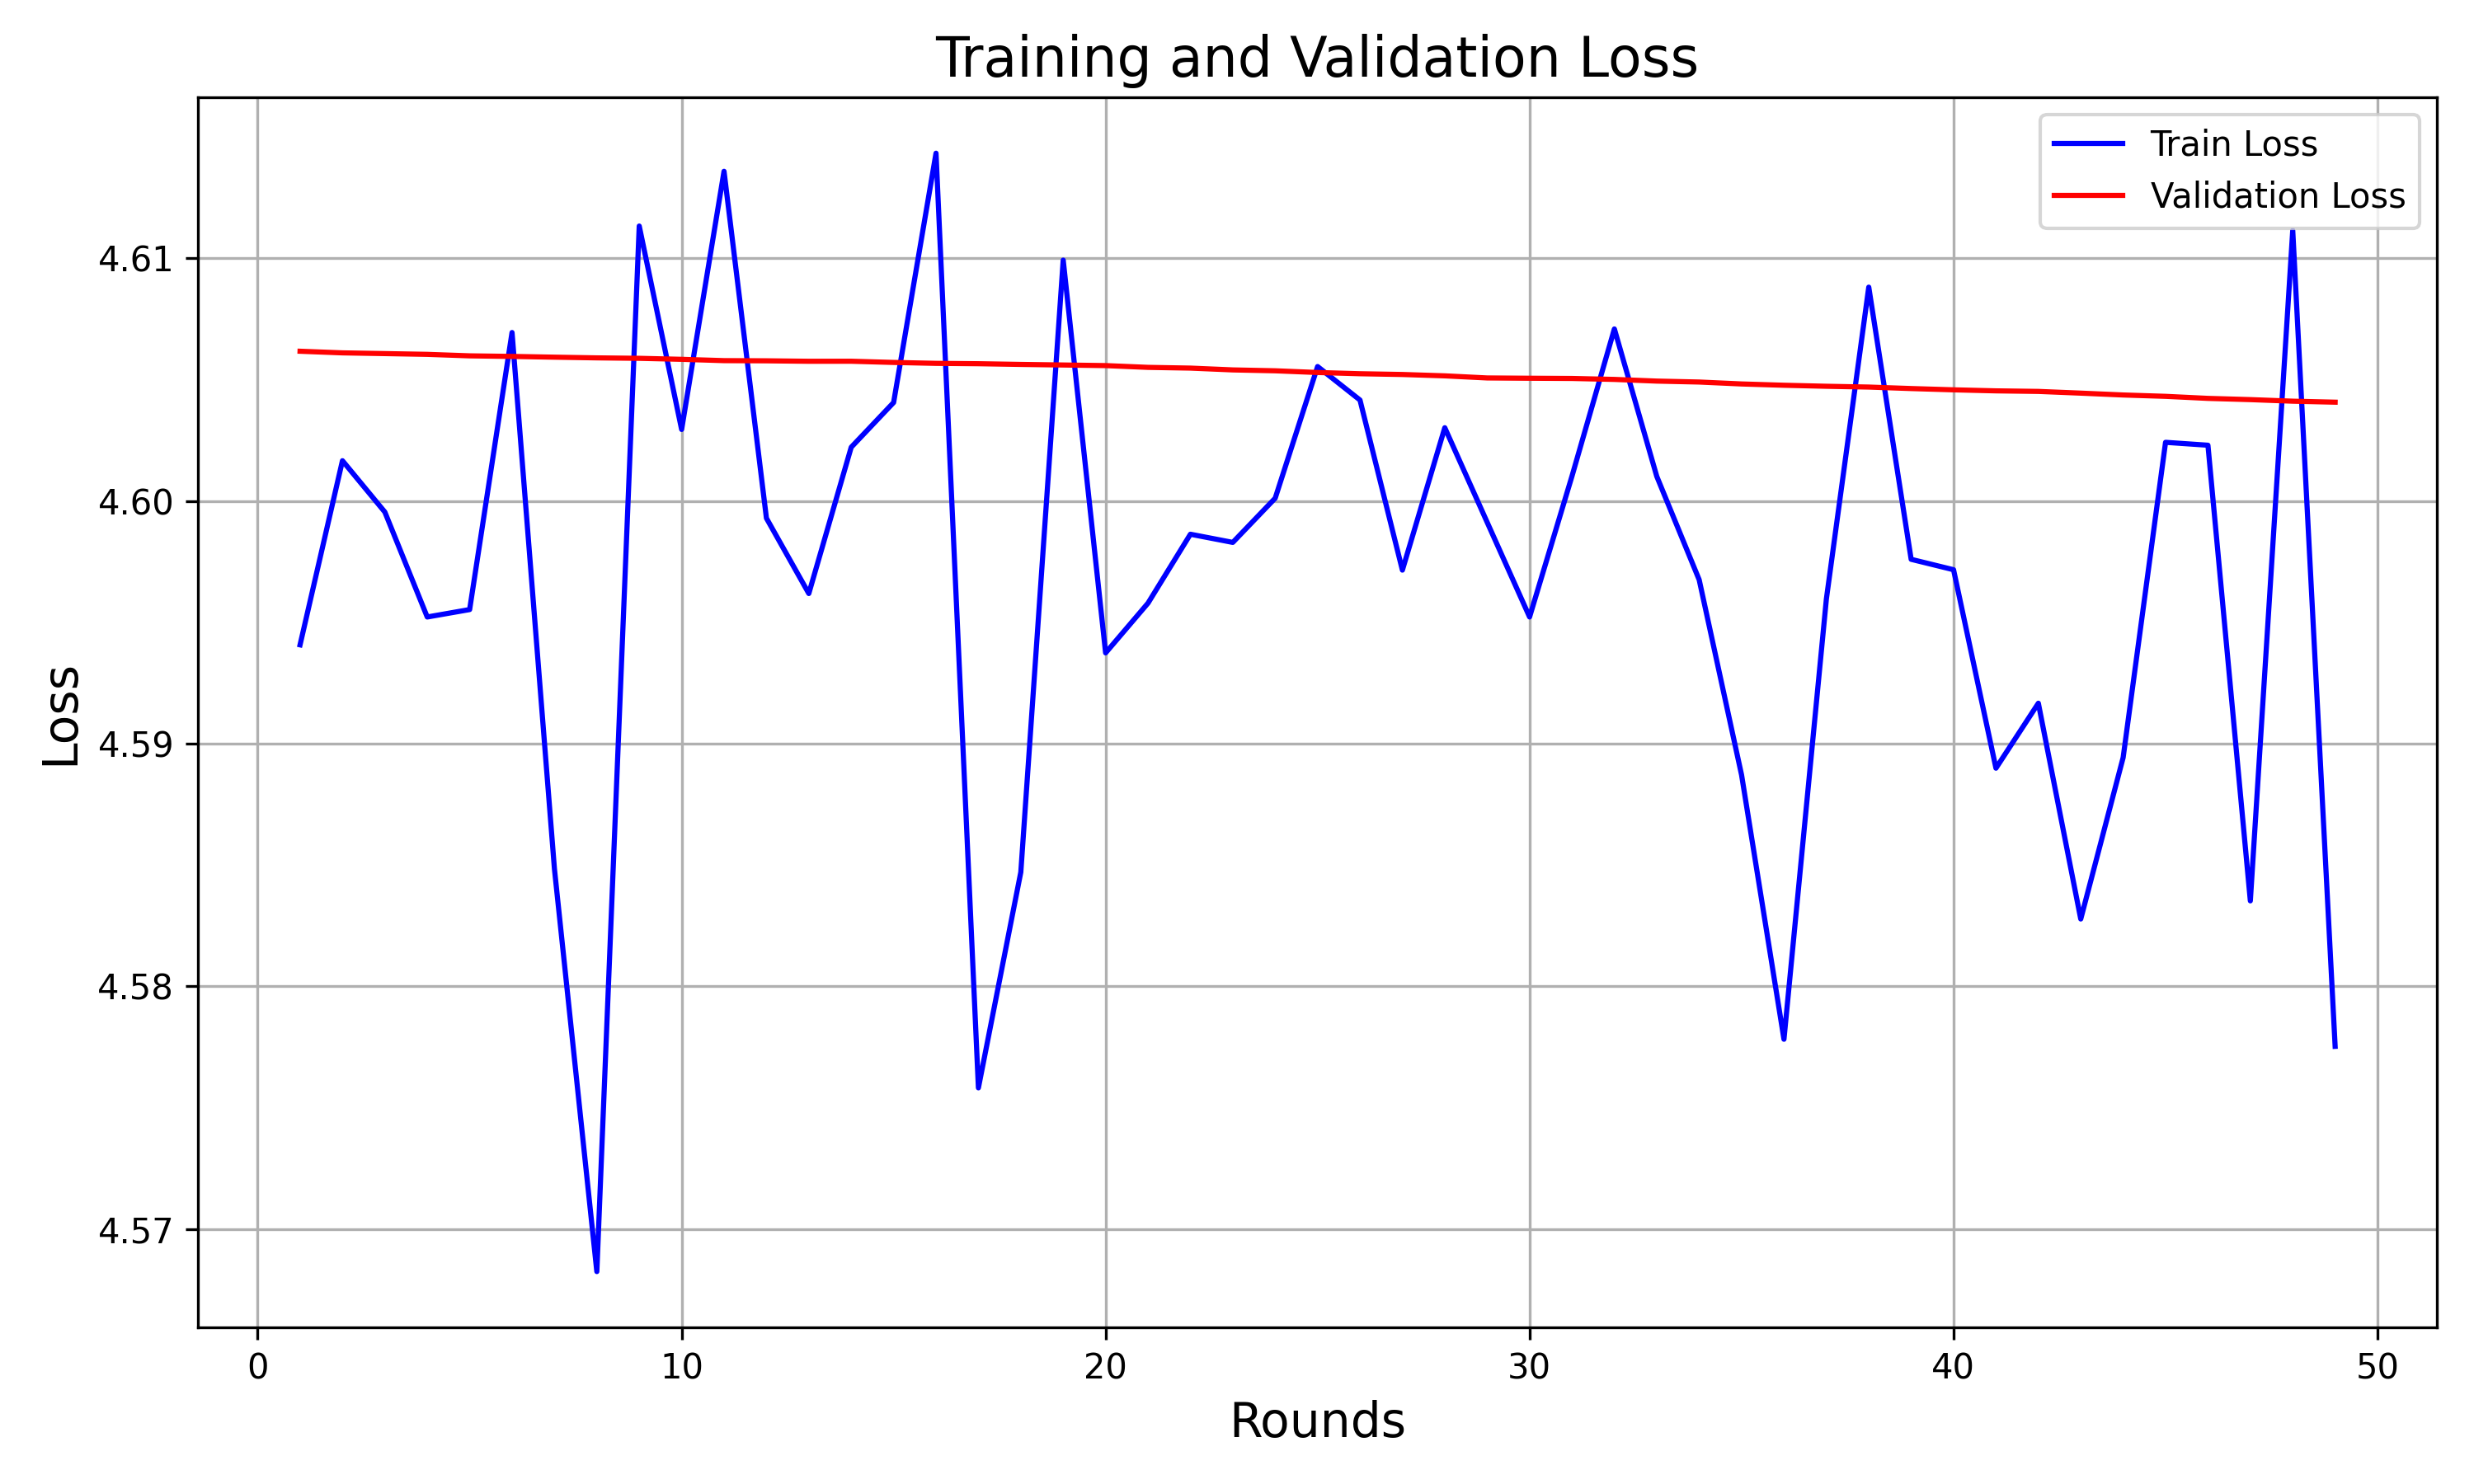 Training and Validation Loss
Train Loss
Validation Loss
4.61
4.60
4.59
4.58
4.57
Loss
0 10 20 30 40 50
Rounds